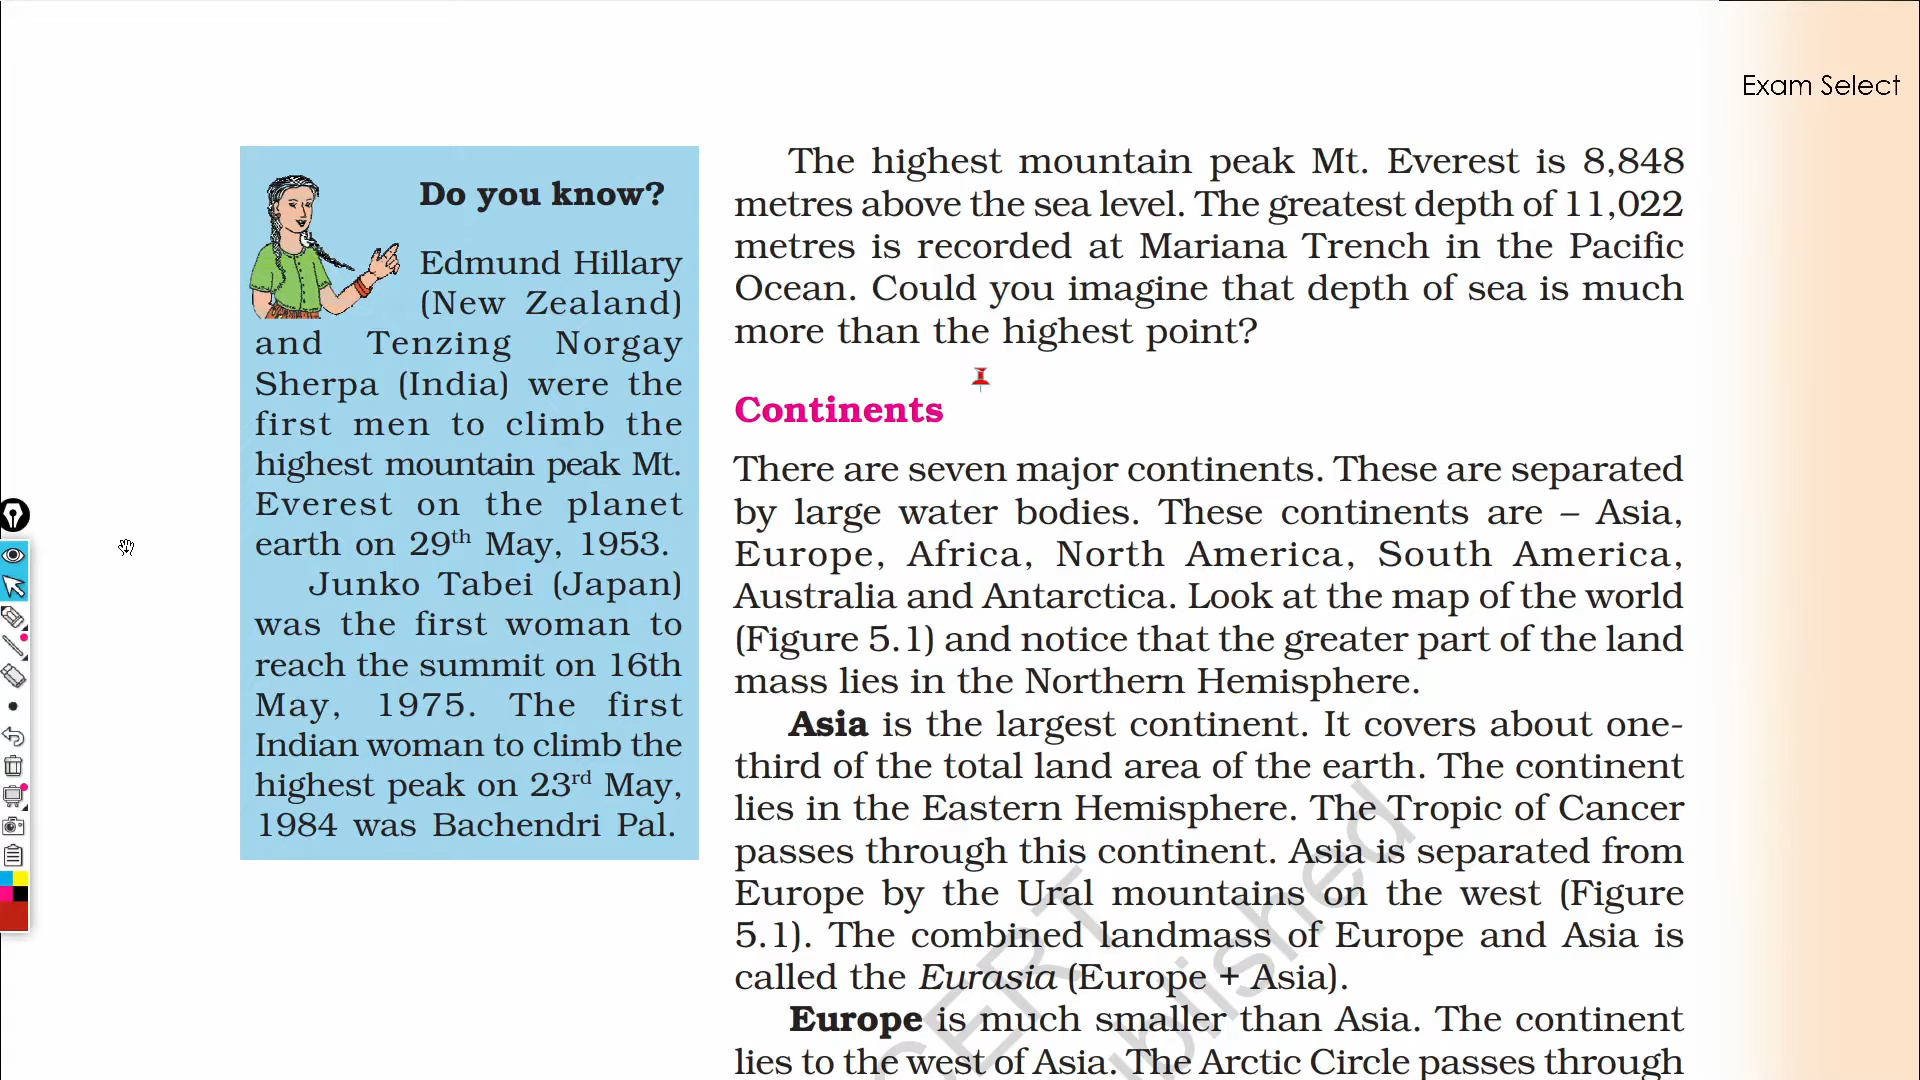 Exam Select
Do you know?
Edmund Hillary
(New Zealand)
and Tenzing Norgay
Sherpa (India) were the
first men to climb the
highest mountain peak Mt.
Everest on the planet
earth on 29th May, 1953.
Junko Tabei (Japan)
was the first woman to
reach the summit on 16th
May, 1975. The first
Indian woman to climb the
highest peak on 23rd May,
1984 was Bachendri Pal.
The highest mountain peak Mt. Everest is 8,848
metres above the sea level. The greatest depth of 11,022
metres is recorded at Mariana Trench in the Pacific
Ocean. Could you imagine that depth of sea is much
more than the highest point?
Continents
There are seven major continents. These are separated
by large water bodies. These continents are – Asia,
Europe, Africa, North America, South America,
Australia and Antarctica. Look at the map of the world
(Figure 5.1) and notice that the greater part of the land
mass lies in the Northern Hemisphere.
Asia is the largest continent. It covers about one-
third of the total land area of the earth. The continent
lies in the Eastern Hemisphere. The Tropic of Cancer
passes through this continent. Asia is separated from
Europe by the Ural mountains on the west (Figure
5.1). The combined landmass of Europe and Asia is
called the Eurasia (Europe + Asia).
Europe is much smaller than Asia. The continent
lies to the west of Asia. The Arctic Circle passes through